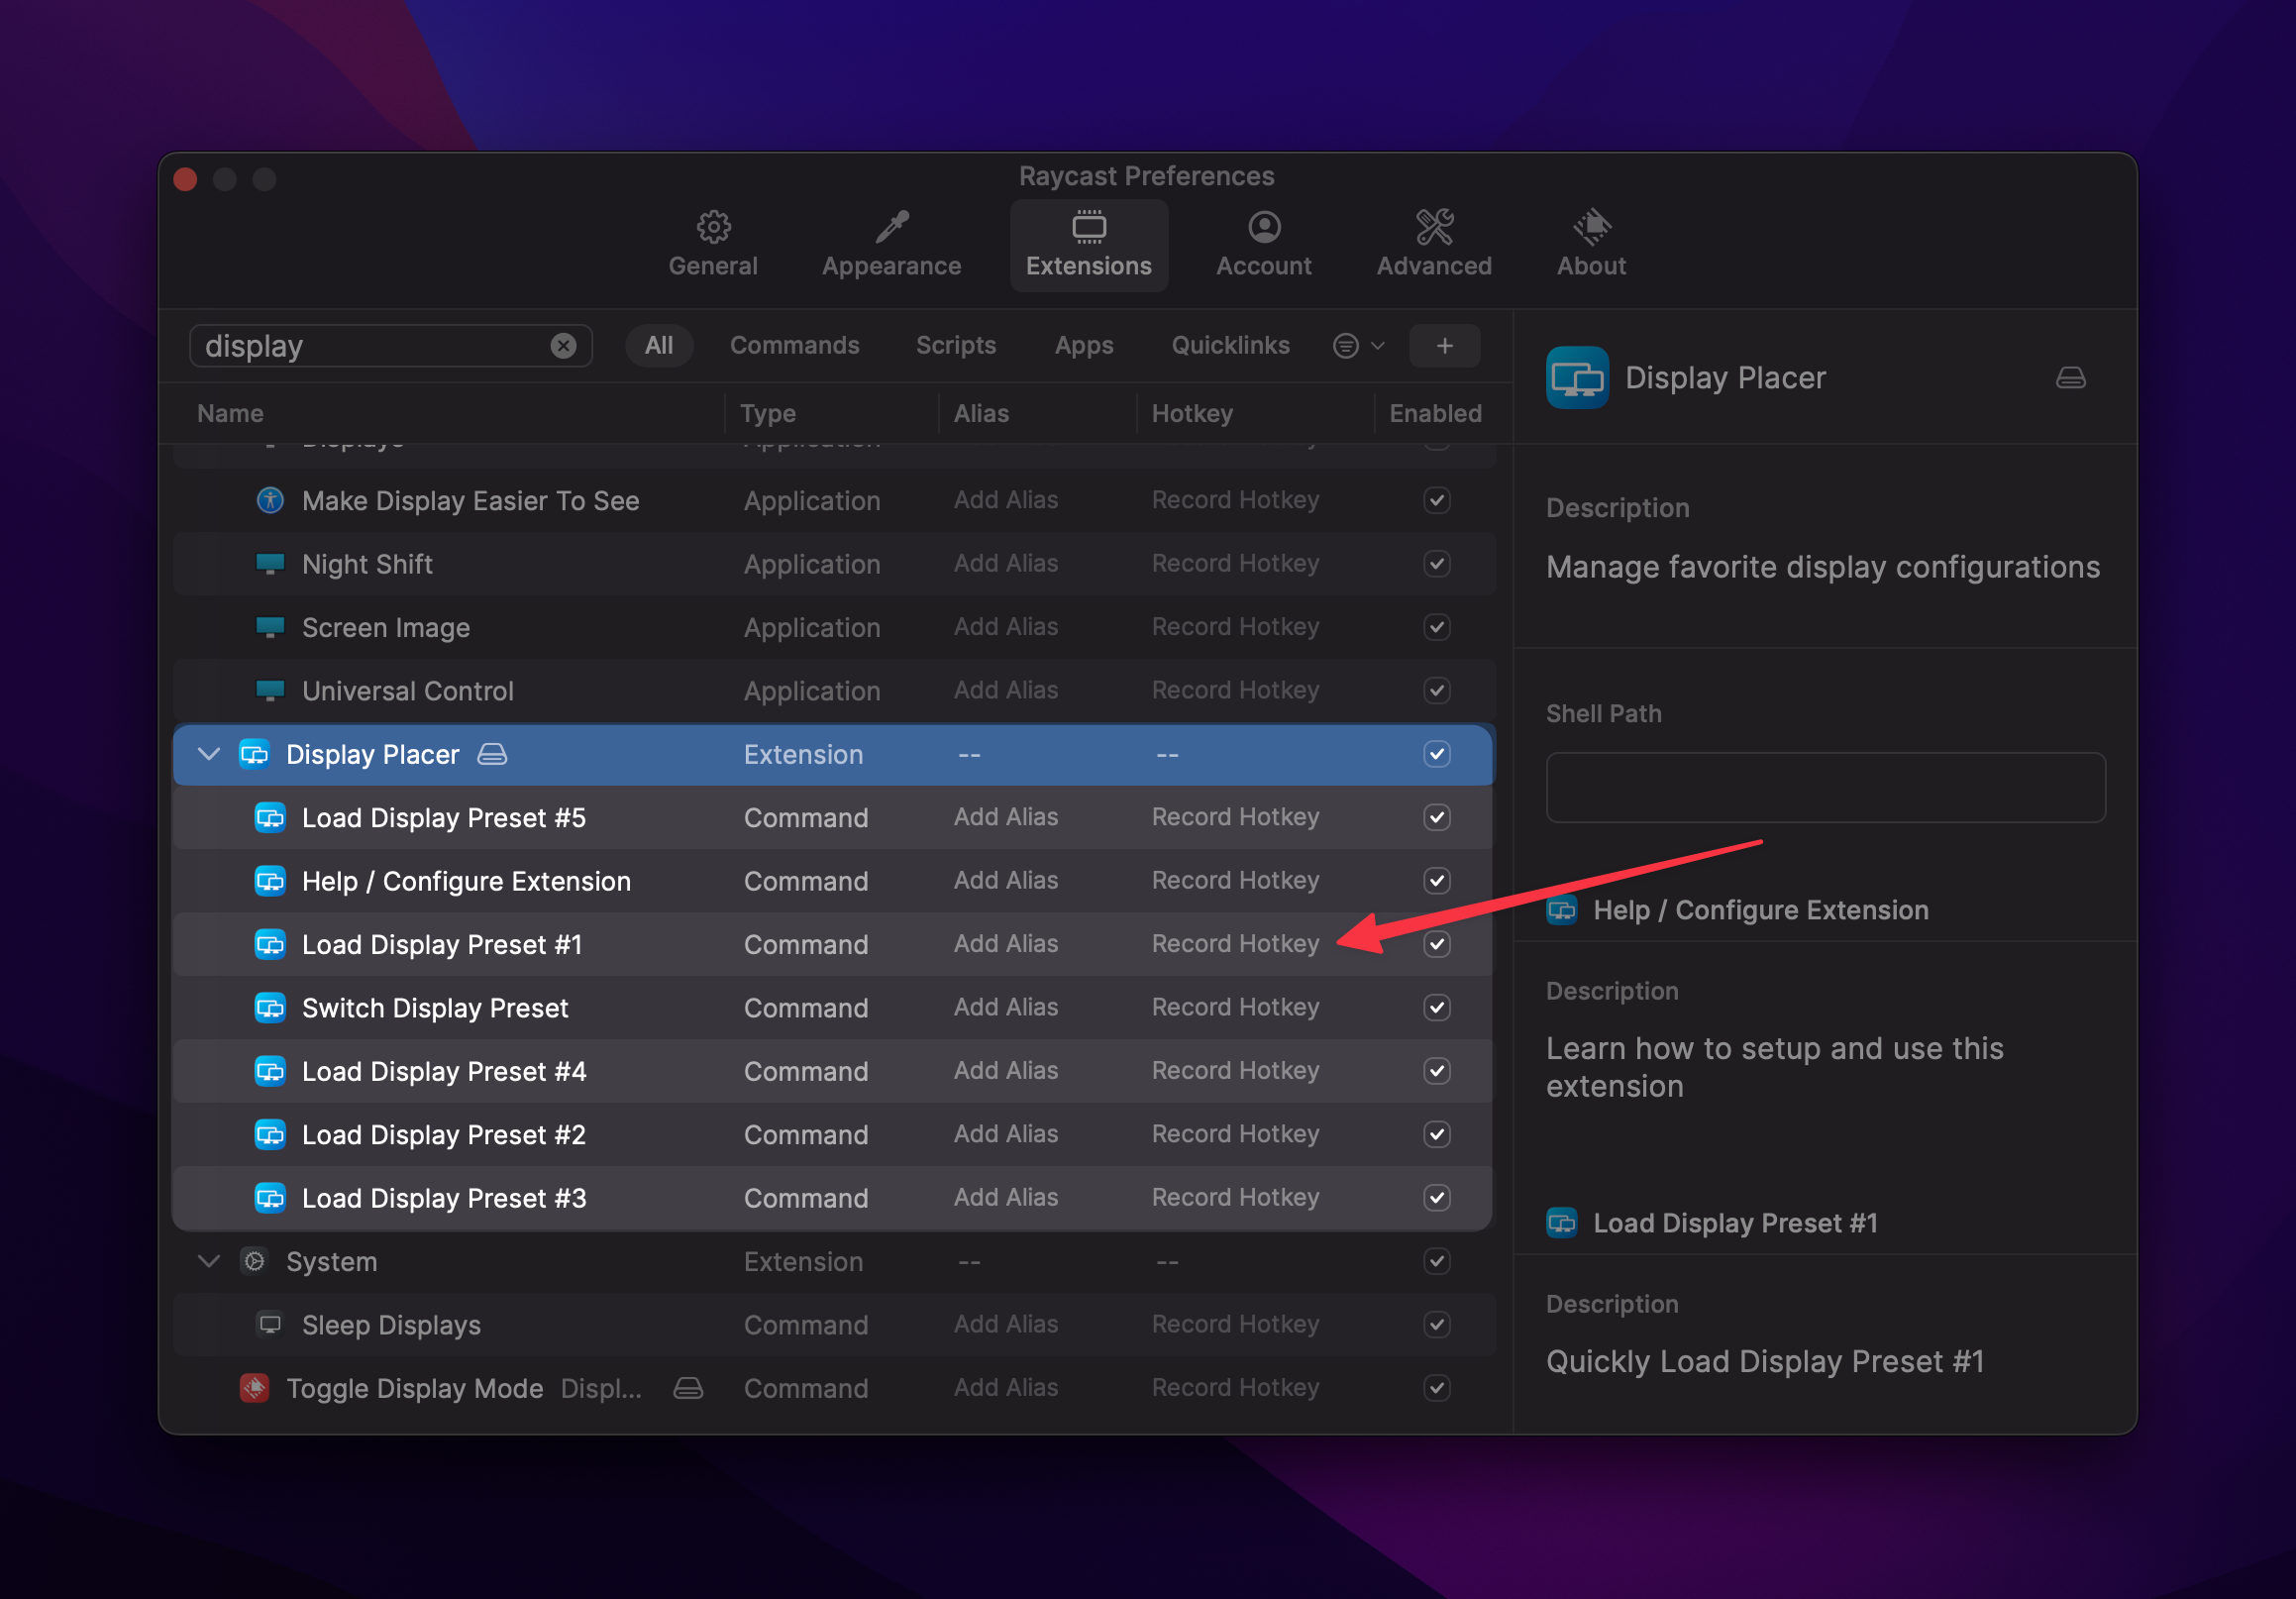 Raycast Preferences
General Appearance Extensions Account Advanced About
display All Commands Scripts Apps Quicklinks +
Name Type Alias Hotkey Enabled
Displays Application
Make Display Easier To See Application Add Alias Record Hotkey
Night Shift Application Add Alias Record Hotkey
Screen Image Application Add Alias Record Hotkey
Universal Control Application Add Alias Record Hotkey
Display Placer Extension -- --
Load Display Preset #5 Command Add Alias Record Hotkey
Help / Configure Extension Command Add Alias Record Hotkey
Load Display Preset #1 Command Add Alias Record Hotkey
Switch Display Preset Command Add Alias Record Hotkey
Load Display Preset #4 Command Add Alias Record Hotkey
Load Display Preset #2 Command Add Alias Record Hotkey
Load Display Preset #3 Command Add Alias Record Hotkey
System Extension -- --
Sleep Displays Command Add Alias Record Hotkey
Toggle Display Mode Displ... Command Add Alias Record Hotkey
Display Placer
Description
Manage favorite display configurations
Shell Path
Help / Configure Extension
Description
Learn how to setup and use this
extension
Load Display Preset #1
Description
Quickly Load Display Preset #1